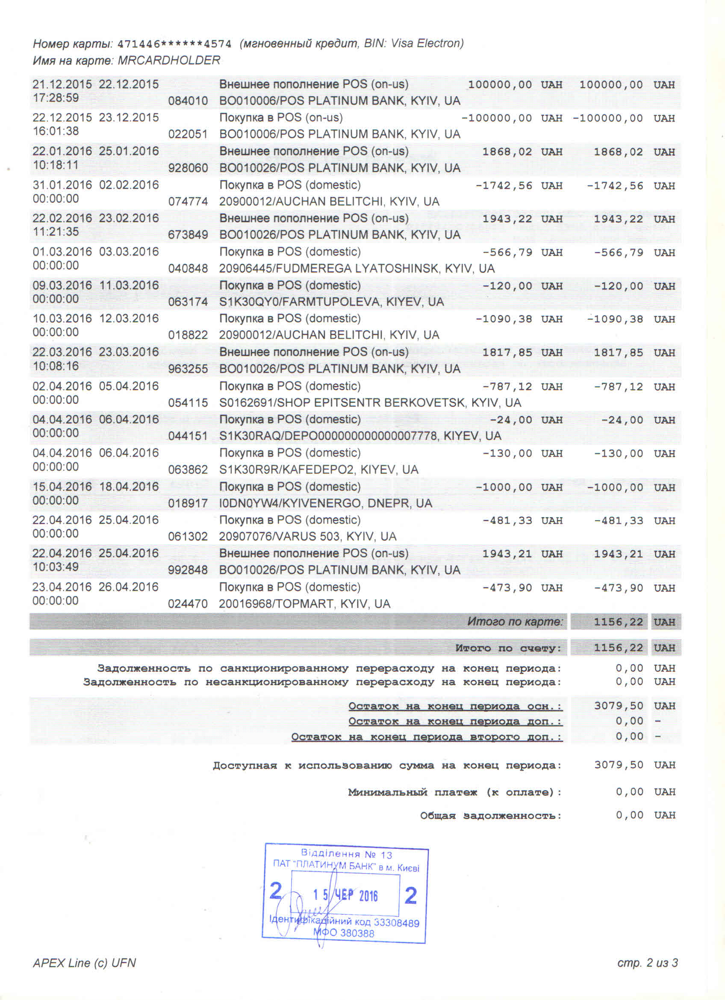 Номер карты: 471446******4574 (мгновенный кредит, BIN: Visa Electron)
Имя на карте: MRCARDHOLDER
21.12.2015 22.12.2015 Внешнее пополнение POS (on-us) 100000,00 UAH 100000,00 UAH
17:28:59 084010 BO010006/POS PLATINUM BANK, KYIV, UA
22.12.2015 23.12.2015 Покупка в POS (on-us) -100000,00 UAH -100000,00 UAH
16:01:38 022051 BO010006/POS PLATINUM BANK, KYIV, UA
22.01.2016 25.01.2016 Внешнее пополнение POS (on-us) 1868,02 UAH 1868,02 UAH
10:18:11 928060 BO010026/POS PLATINUM BANK, KYIV, UA
31.01.2016 02.02.2016 Покупка в POS (domestic) -1742,56 UAH -1742,56 UAH
00:00:00 074774 20900012/AUCHAN BELITCHI, KYIV, UA
22.02.2016 23.02.2016 Внешнее пополнение POS (on-us) 1943,22 UAH 1943,22 UAH
11:21:35 673849 BO010026/POS PLATINUM BANK, KYIV, UA
01.03.2016 03.03.2016 Покупка в POS (domestic) -566,79 UAH -566,79 UAH
00:00:00 040848 20906445/FUDMEREGA LYATOSHINSK, KYIV, UA
09.03.2016 11.03.2016 Покупка в POS (domestic) -120,00 UAH -120,00 UAH
00:00:00 063174 S1K30QY0/FARMTUPOLEVA, KIYEV, UA
10.03.2016 12.03.2016 Покупка в POS (domestic) -1090,38 UAH -1090,38 UAH
00:00:00 018822 20900012/AUCHAN BELITCHI, KYIV, UA
22.03.2016 23.03.2016 Внешнее пополнение POS (on-us) 1817,85 UAH 1817,85 UAH
10:08:16 963255 BO010026/POS PLATINUM BANK, KYIV, UA
02.04.2016 05.04.2016 Покупка в POS (domestic) -787,12 UAH -787,12 UAH
00:00:00 054115 S0162691/SHOP EPITSENTR BERKOVETSK, KYIV, UA
04.04.2016 06.04.2016 Покупка в POS (domestic) -24,00 UAH -24,00 UAH
00:00:00 044151 S1K30RAQ/DEPO0000000000000007778, KIYEV, UA
04.04.2016 06.04.2016 Покупка в POS (domestic) -130,00 UAH -130,00 UAH
00:00:00 063862 S1K30R9R/KAFEDEPO2, KIYEV, UA
15.04.2016 18.04.2016 Покупка в POS (domestic) -1000,00 UAH -1000,00 UAH
00:00:00 018917 I0DN0YW4/KYIVENERGO, DNEPR, UA
22.04.2016 25.04.2016 Покупка в POS (domestic) -481,33 UAH -481,33 UAH
00:00:00 061302 20907076/VARUS 503, KYIV, UA
22.04.2016 25.04.2016 Внешнее пополнение POS (on-us) 1943,21 UAH 1943,21 UAH
10:03:49 992848 BO010026/POS PLATINUM BANK, KYIV, UA
23.04.2016 26.04.2016 Покупка в POS (domestic) -473,90 UAH -473,90 UAH
00:00:00 024470 20016968/TOPMART, KYIV, UA
Итого по карте: 1156,22 UAH
Итого по счету: 1156,22 UAH
Задолженность по санкционированному перерасходу на конец периода: 0,00 UAH
Задолженность по несанкционированному перерасходу на конец периода: 0,00 UAH
Остаток на конец периода осн.: 3079,50 UAH
Остаток на конец периода доп.: 0,00 -
Остаток на конец периода второго доп.: 0,00 -
Доступная к использованию сумма на конец периода: 3079,50 UAH
Минимальный платеж (к оплате): 0,00 UAH
Общая задолженность: 0,00 UAH
Відділення № 13
ПАТ "ПЛАТИНУМ БАНК" в м. Києві
2 15 ЧЕР 2016 2
Ідентифікаційний код 33308489
МФО 380388
APEX Line (c) UFN стр. 2 из 3